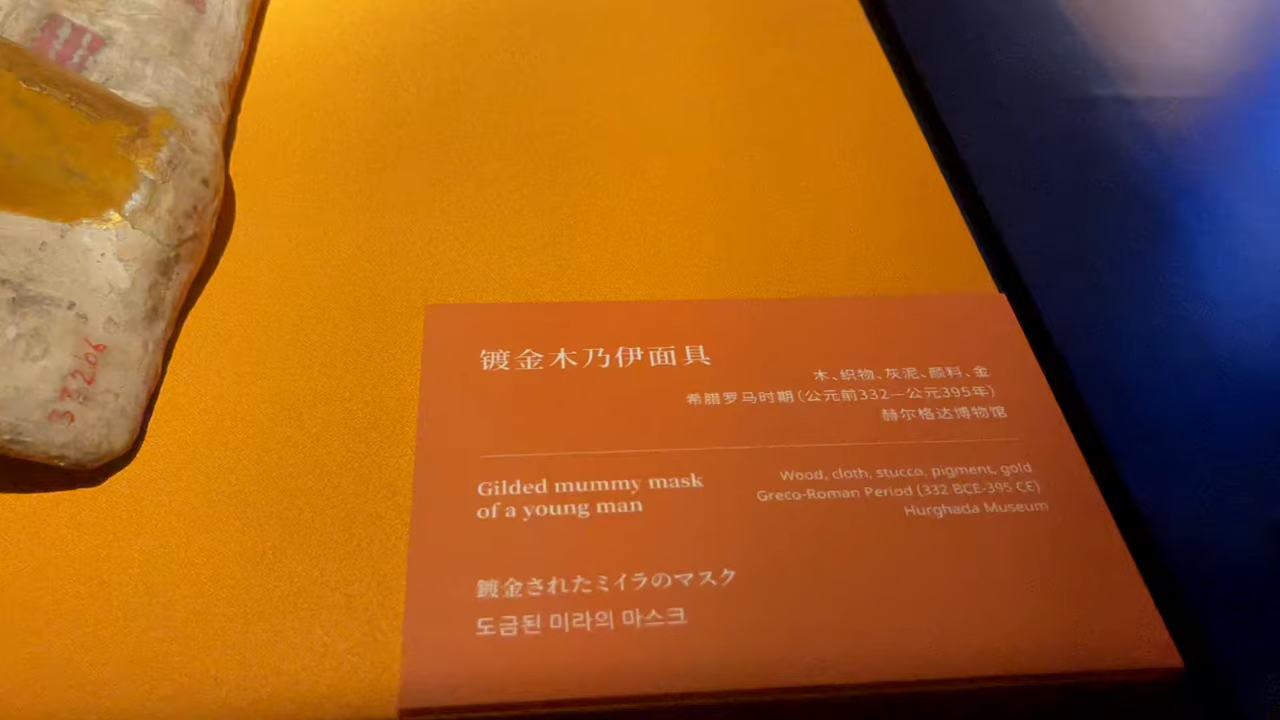 镀金木乃伊面具
木、织物、灰泥、颜料、金
希腊罗马时期(公元前332—公元395年)
赫尔格达博物馆
Gilded mummy mask
of a young man
Wood, cloth, stucco, pigment, gold
Greco-Roman Period (332 BCE-395 CE)
Hurghada Museum
鍍金されたミイラのマスク
도금된 미라의 마스크